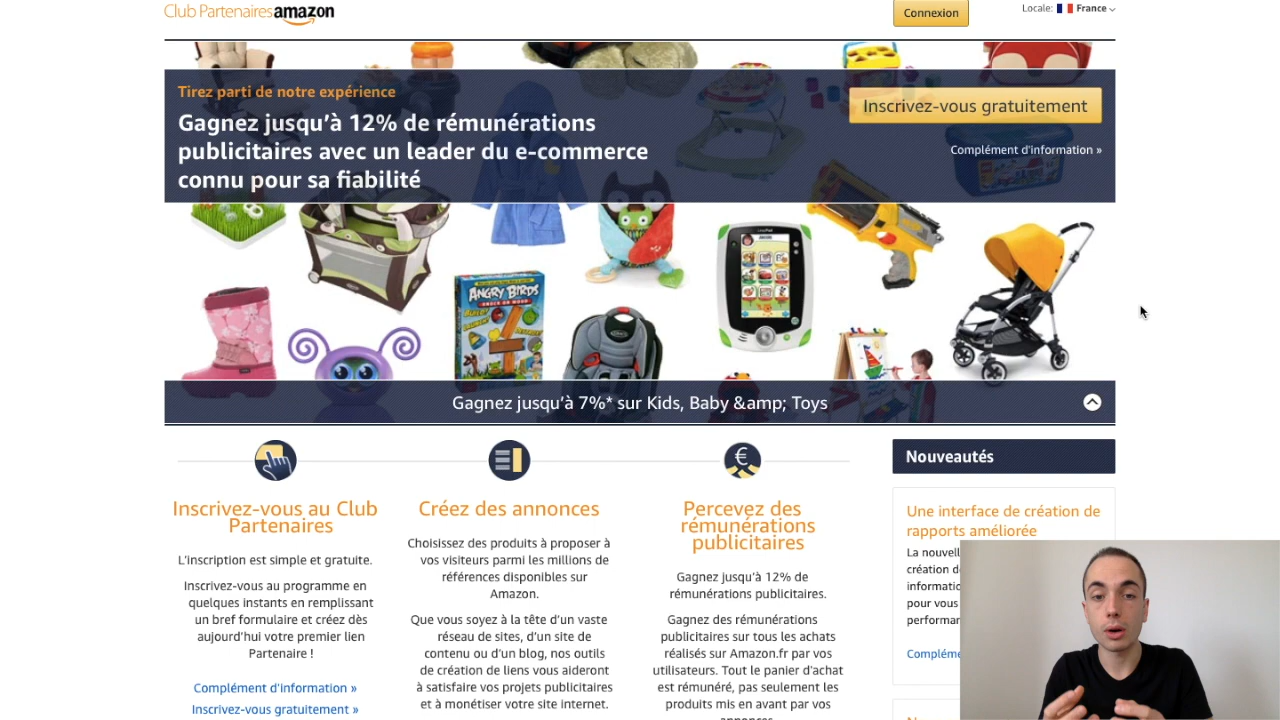 Club Partenaires amazon
Connexion
Locale: France
Tirez parti de notre expérience
Gagnez jusqu’à 12% de rémunérations
publicitaires avec un leader du e-commerce
connu pour sa fiabilité
Inscrivez-vous gratuitement
Complément d'information »
ANGRY BIRDS
Gagnez jusqu’à 7%* sur Kids, Baby &amp; Toys
Inscrivez-vous au Club
Partenaires
L’inscription est simple et gratuite.
Inscrivez-vous au programme en
quelques instants en remplissant
un bref formulaire et créez dès
aujourd’hui votre premier lien
Partenaire !
Complément d'information »
Inscrivez-vous gratuitement »
Créez des annonces
Choisissez des produits à proposer à
vos visiteurs parmi les millions de
références disponibles sur
Amazon.
Que vous soyez à la tête d’un vaste
réseau de sites, d’un site de
contenu ou d’un blog, nos outils
de création de liens vous aideront
à satisfaire vos projets publicitaires
et à monétiser votre site internet.
€
Percevez des
rémunérations
publicitaires
Gagnez jusqu’à 12% de
rémunérations publicitaires.
Gagnez des rémunérations
publicitaires sur tous les achats
réalisés sur Amazon.fr par vos
utilisateurs. Tout le panier d’achat
est rémunéré, pas seulement les
produits mis en avant par vos
annonces.
Nouveautés
Une interface de création de
rapports améliorée
La nouvell
création d
informatio
pour vous
performan
Compléme